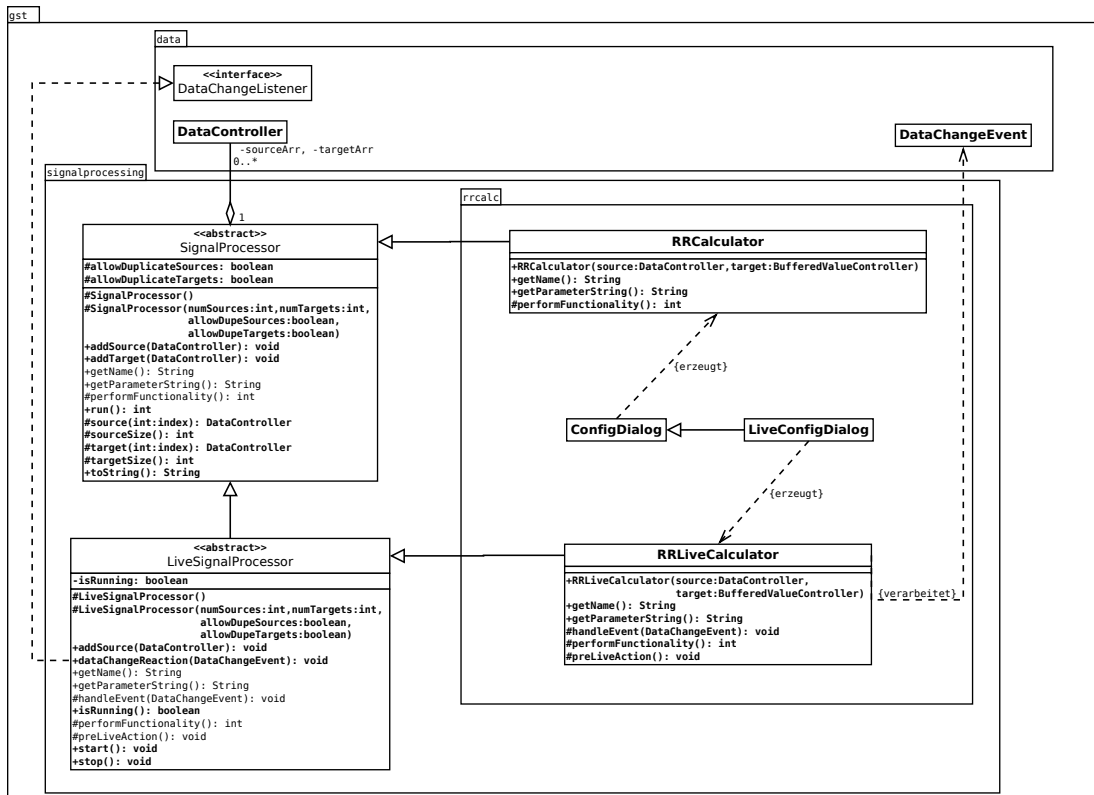 gst
data
<<interface>>
DataChangeListener
DataController
-sourceArr, -targetArr
0..*
DataChangeEvent
signalprocessing
1
<<abstract>>
SignalProcessor
#allowDuplicateSources: boolean
#allowDuplicateTargets: boolean
#SignalProcessor()
#SignalProcessor(numSources:int,numTargets:int,
allowDupeSources:boolean,
allowDupeTargets:boolean)
+addSource(DataController): void
+addTarget(DataController): void
+getName(): String
+getParameterString(): String
#performFunctionality(): int
+run(): int
#source(int:index): DataController
#sourceSize(): int
#target(int:index): DataController
#targetSize(): int
+toString(): String
<<abstract>>
LiveSignalProcessor
-isRunning: boolean
#LiveSignalProcessor()
#LiveSignalProcessor(numSources:int,numTargets:int,
allowDupeSources:boolean,
allowDupeTargets:boolean)
+addSource(DataController): void
+dataChangeReaction(DataChangeEvent): void
+getName(): String
+getParameterString(): String
#handleEvent(DataChangeEvent): void
+isRunning(): boolean
#performFunctionality(): int
#preLiveAction(): void
+start(): void
+stop(): void
rrcalc
RRCalculator
+RRCalculator(source:DataController,target:BufferedValueController)
+getName(): String
+getParameterString(): String
#performFunctionality(): int
{erzeugt}
ConfigDialog
LiveConfigDialog
{erzeugt}
RRLiveCalculator
+RRLiveCalculator(source:DataController,
target:BufferedValueController)
+getName(): String
+getParameterString(): String
#handleEvent(DataChangeEvent): void
#performFunctionality(): int
#preLiveAction(): void
{verarbeitet}